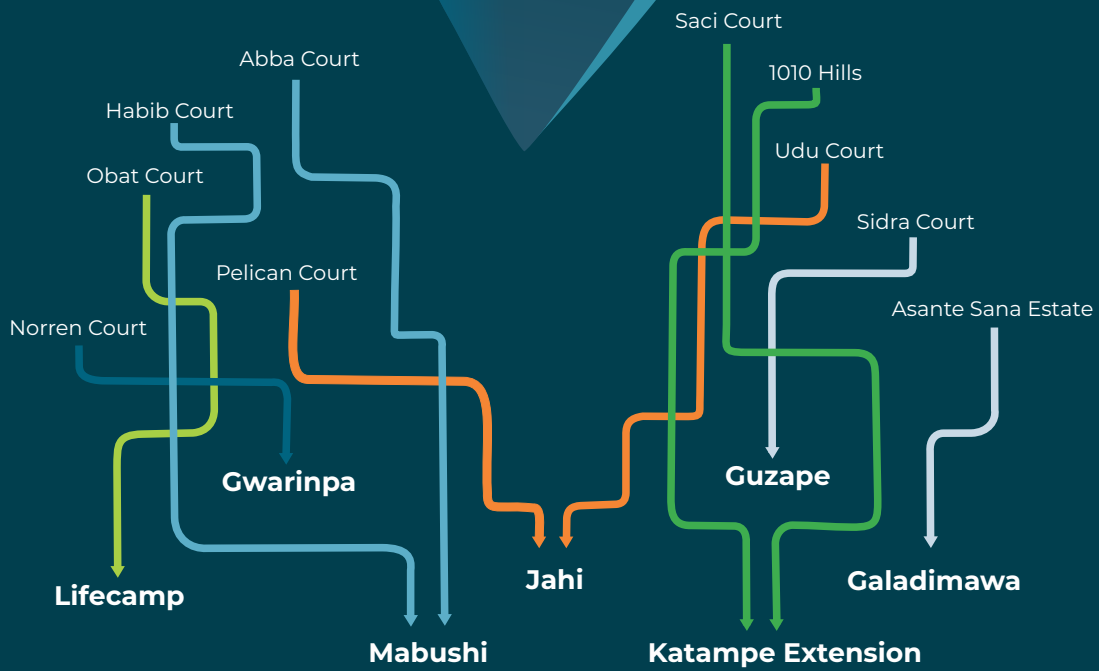 Saci Court
Abba Court
1010 Hills
Habib Court
Udu Court
Obat Court
Sidra Court
Pelican Court
Asante Sana Estate
Norren Court
Guzape
Gwarinpa
Jahi
Galadimawa
Lifecamp
Mabushi
Katampe Extension